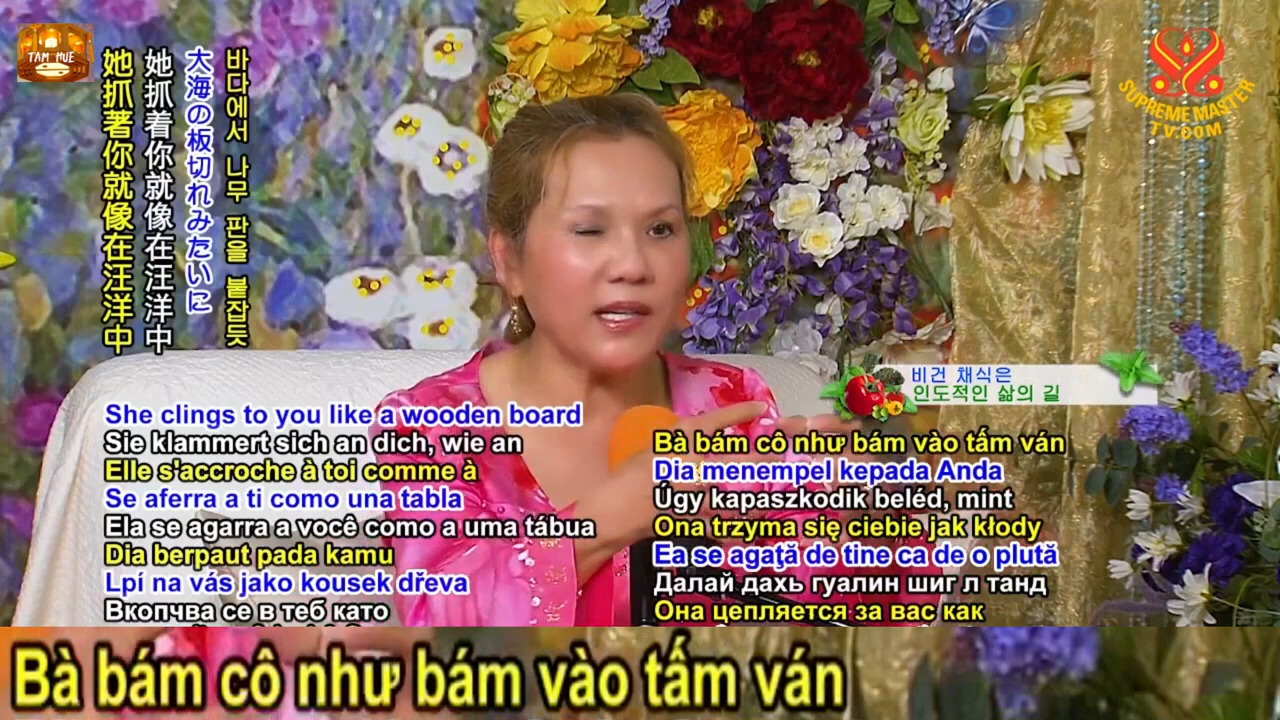 TAM HUE
SUPREME MASTER
TV.COM
바다에서 나무 판을 붙잡듯
大海の板切れみたいに
她抓着你就像在汪洋中
她抓著你就像在汪洋中
비건 채식은
인도적인 삶의 길
She clings to you like a wooden board
Sie klammert sich an dich, wie an
Elle s'accroche à toi comme à
Se aferra a ti como una tabla
Ela se agarra a você como a uma tábua
Dia berpaut pada kamu
Lpí na vás jako kousek dřeva
Вкопчва се в теб като
Bà bám cô như bám vào tấm ván
Dia menempel kepada Anda
Úgy kapaszkodik beléd, mint
Ona trzyma się ciebie jak kłody
Ea se agaţă de tine ca de o plută
Далай дахь гуалин шиг л танд
Она цепляется за вас как
Bà bám cô như bám vào tấm ván